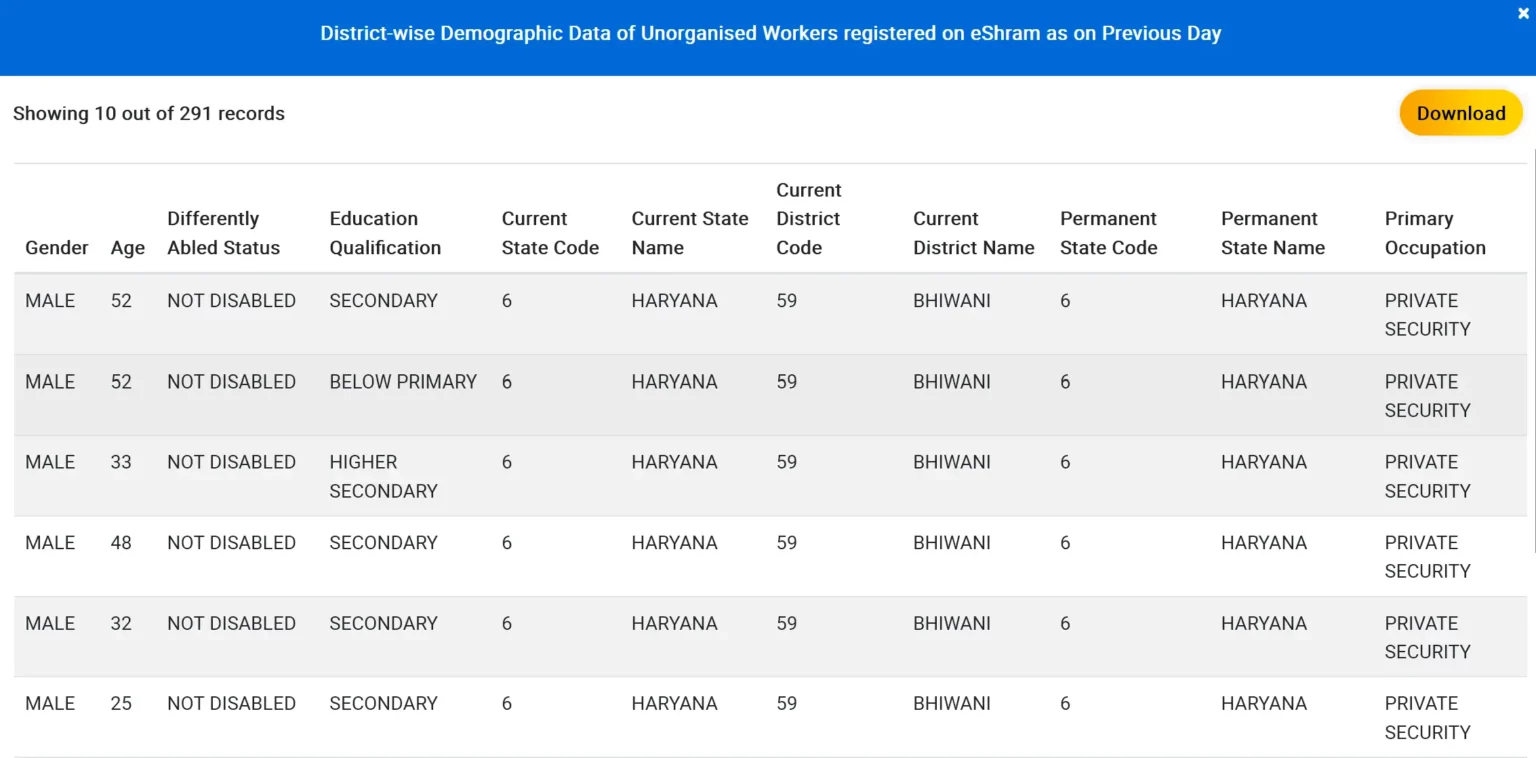 ×
District-wise Demographic Data of Unorganised Workers registered on eShram as on Previous Day
Showing 10 out of 291 records
Download
Gender Age Differently Abled Status Education Qualification Current State Code Current State Name Current District Code Current District Name Permanent State Code Permanent State Name Primary Occupation
MALE 52 NOT DISABLED SECONDARY 6 HARYANA 59 BHIWANI 6 HARYANA PRIVATE SECURITY
MALE 52 NOT DISABLED BELOW PRIMARY 6 HARYANA 59 BHIWANI 6 HARYANA PRIVATE SECURITY
MALE 33 NOT DISABLED HIGHER SECONDARY 6 HARYANA 59 BHIWANI 6 HARYANA PRIVATE SECURITY
MALE 48 NOT DISABLED SECONDARY 6 HARYANA 59 BHIWANI 6 HARYANA PRIVATE SECURITY
MALE 32 NOT DISABLED SECONDARY 6 HARYANA 59 BHIWANI 6 HARYANA PRIVATE SECURITY
MALE 25 NOT DISABLED SECONDARY 6 HARYANA 59 BHIWANI 6 HARYANA PRIVATE SECURITY